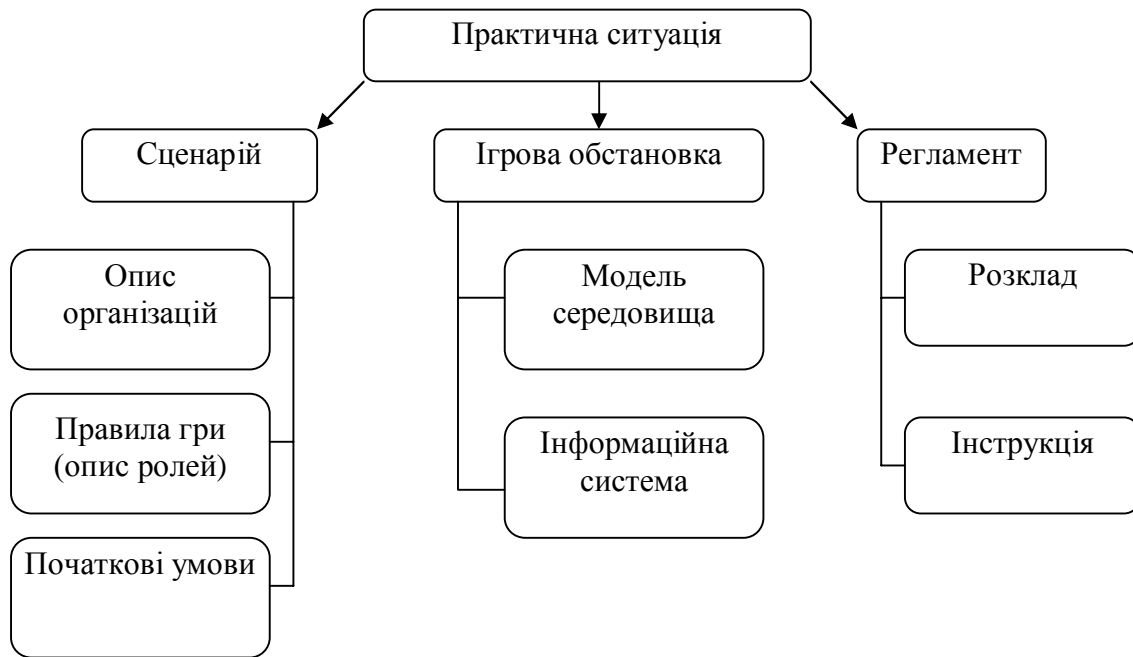 Практична ситуація
Сценарій
Ігрова обстановка
Регламент
Опис
організацій
Модель
середовища
Розклад
Правила гри
(опис ролей)
Інформаційна
система
Інструкція
Початкові умови